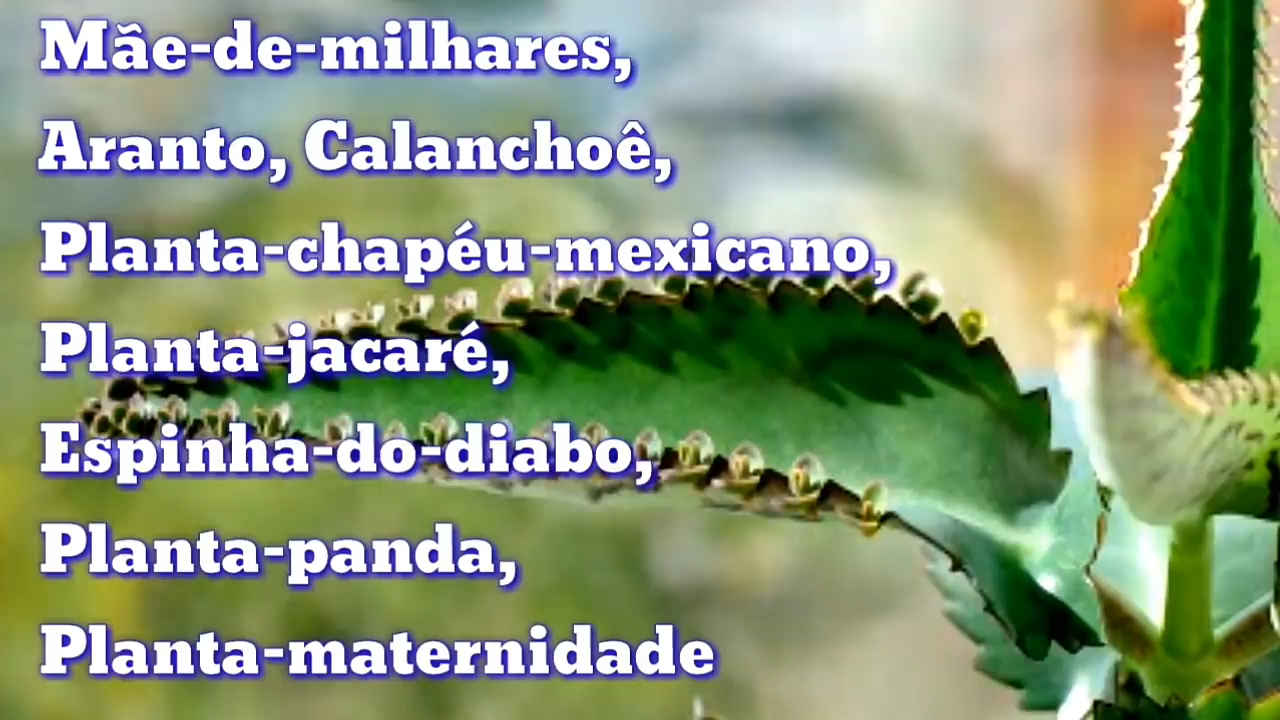 Mãe-de-milhares,
Aranto, Calanchoê,
Planta-chapéu-mexicano,
Planta-jacaré,
Espinha-do-diabo,
Planta-panda,
Planta-maternidade